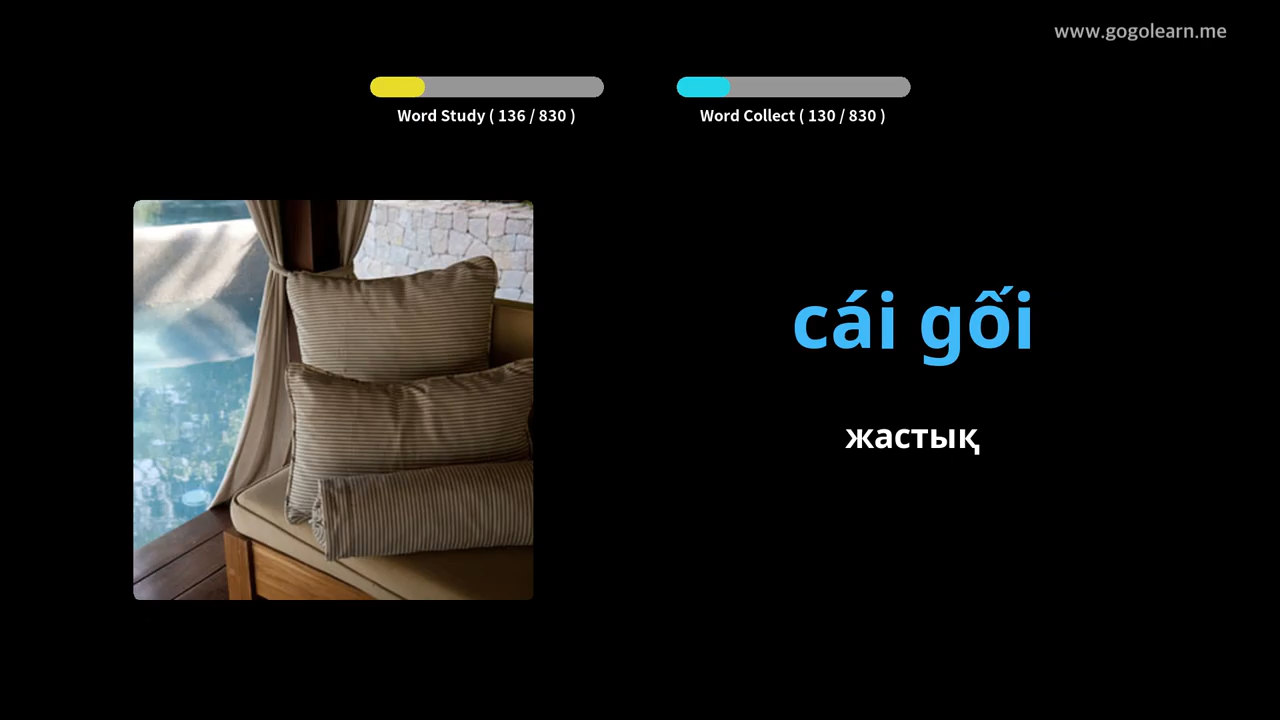 www.gogolearn.me
Word Study ( 136 / 830 )
Word Collect ( 130 / 830 )
cái gối
жастық